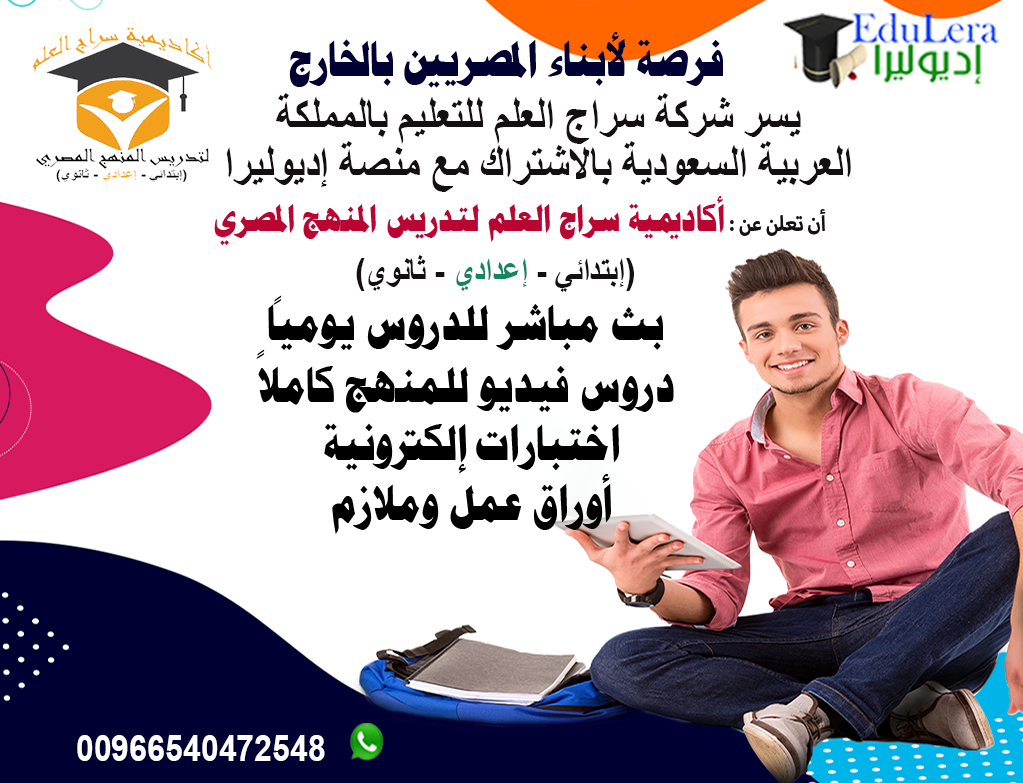 EduLera
إديوليرا
أكاديمية سراج العلم
لتدريس المنهج المصري
(إبتدائي - إعدادي - ثانوي)
فرصة لأبناء المصريين بالخارج
يسر شركة سراج العلم للتعليم بالمملكة
العربية السعودية بالاشتراك مع منصة إديوليرا
أن تعلن عن : أكاديمية سراج العلم لتدريس المنهج المصري
(إبتدائي - إعدادي - ثانوي)
بث مباشر للدروس يومياً
دروس فيديو للمنهج كاملاً
اختبارات إلكترونية
أوراق عمل وملازم
00966540472548